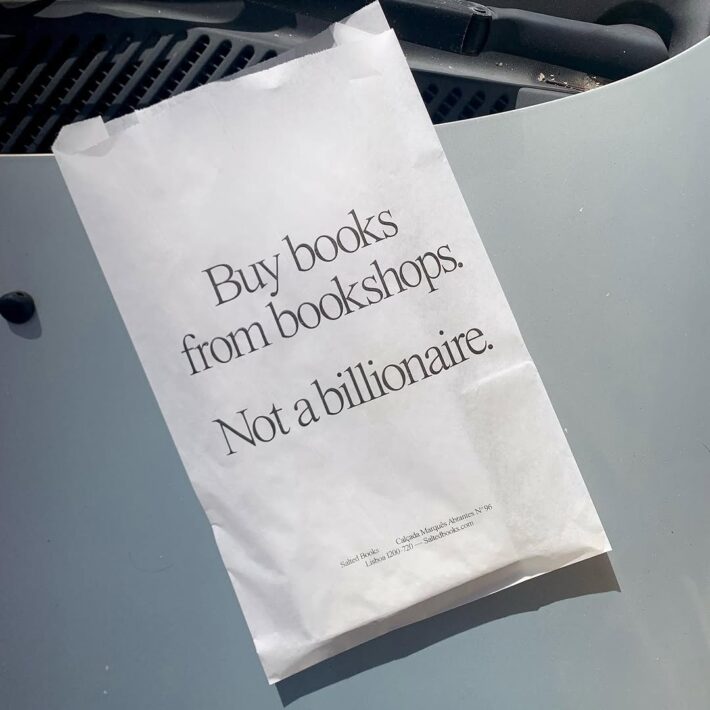 Buy books
from bookshops.
Not a billionaire.
Salted Books Calçada Marquês Abrantes Nº 96
Lisboa 1200-720 — Saltedbooks.com